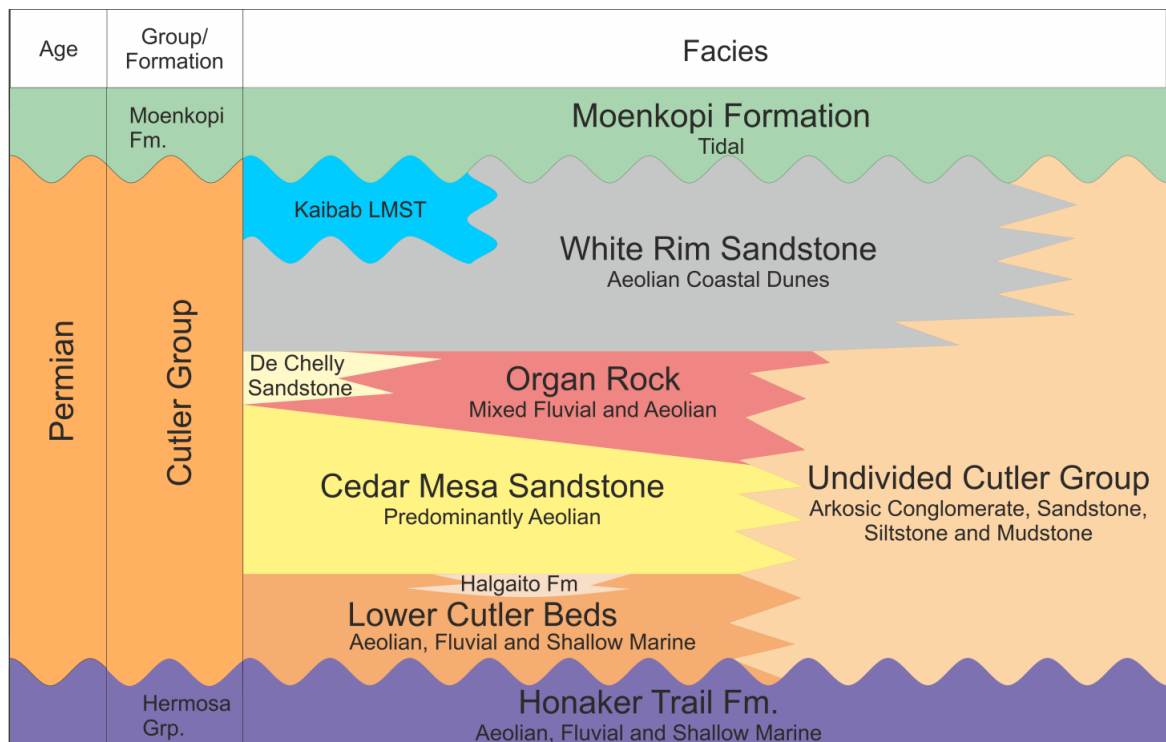 Age
Group/
Formation
Facies
Moenkopi
Fm.
Moenkopi Formation
Tidal
Kaibab LMST
White Rim Sandstone
Aeolian Coastal Dunes
Permian
Cutler Group
De Chelly
Sandstone
Organ Rock
Mixed Fluvial and Aeolian
Cedar Mesa Sandstone
Predominantly Aeolian
Undivided Cutler Group
Arkosic Conglomerate, Sandstone,
Siltstone and Mudstone
Halgaito Fm
Lower Cutler Beds
Aeolian, Fluvial and Shallow Marine
Hermosa
Grp.
Honaker Trail Fm.
Aeolian, Fluvial and Shallow Marine